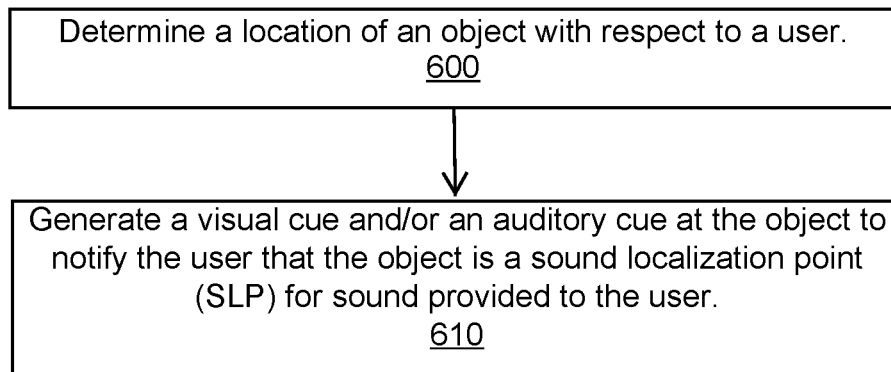 Determine a location of an object with respect to a user.
600
Generate a visual cue and/or an auditory cue at the object to
notify the user that the object is a sound localization point
(SLP) for sound provided to the user.
610